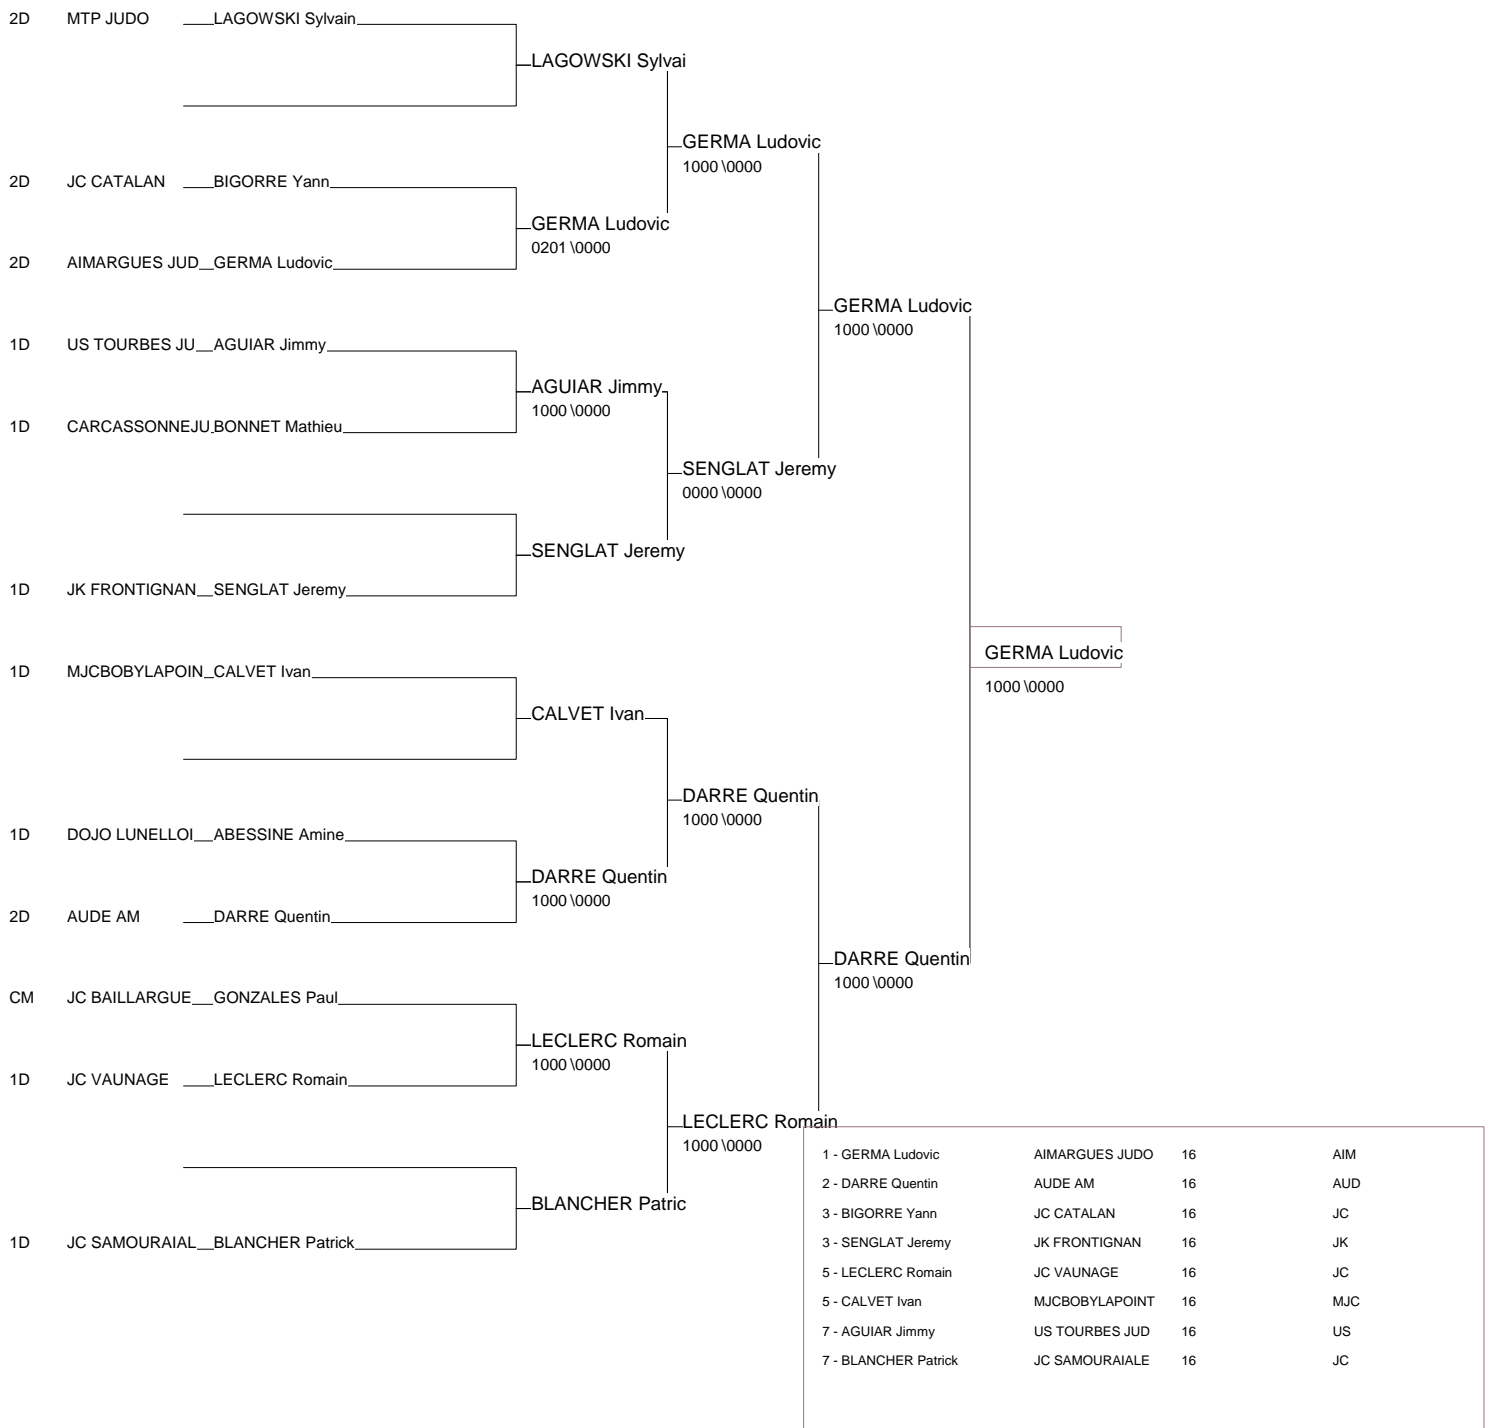 2D MTP JUDO LAGOWSKI Sylvain
LAGOWSKI Sylvai
GERMA Ludovic
1000 \0000
2D JC CATALAN BIGORRE Yann
GERMA Ludovic
0201 \0000
2D AIMARGUES JUD GERMA Ludovic
GERMA Ludovic
1000 \0000
1D US TOURBES JU AGUIAR Jimmy
AGUIAR Jimmy
1000 \0000
1D CARCASSONNEJU BONNET Mathieu
SENGLAT Jeremy
0000 \0000
SENGLAT Jeremy
1D JK FRONTIGNAN SENGLAT Jeremy
GERMA Ludovic
1000 \0000
1D MJCBOBYLAPOIN CALVET Ivan
CALVET Ivan
DARRE Quentin
1000 \0000
1D DOJO LUNELLOI ABESSINE Amine
DARRE Quentin
1000 \0000
2D AUDE AM DARRE Quentin
DARRE Quentin
1000 \0000
CM JC BAILLARGUE GONZALES Paul
LECLERC Romain
1000 \0000
1D JC VAUNAGE LECLERC Romain
LECLERC Romain
1000 \0000
BLANCHER Patric
1D JC SAMOURAIAL BLANCHER Patrick
1 - GERMA Ludovic AIMARGUES JUDO 16 AIM
2 - DARRE Quentin AUDE AM 16 AUD
3 - BIGORRE Yann JC CATALAN 16 JC
3 - SENGLAT Jeremy JK FRONTIGNAN 16 JK
5 - LECLERC Romain JC VAUNAGE 16 JC
5 - CALVET Ivan MJCBOBYLAPOINT 16 MJC
7 - AGUIAR Jimmy US TOURBES JUD 16 US
7 - BLANCHER Patrick JC SAMOURAIALE 16 JC